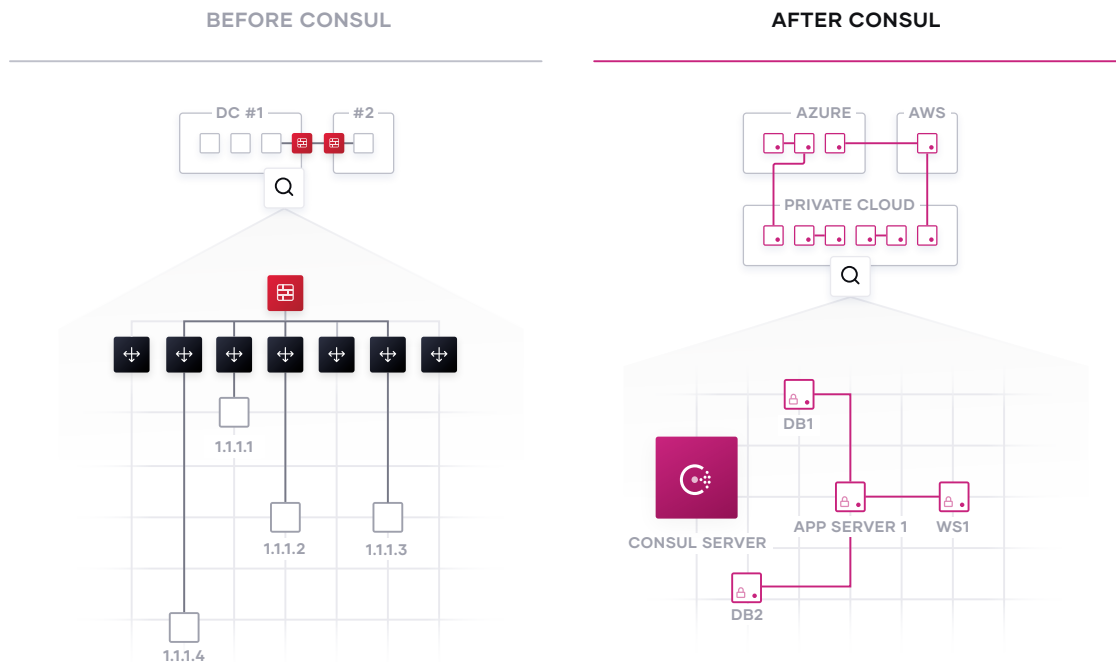 BEFORE CONSUL
DC #1
#2
1.1.1.1
1.1.1.2
1.1.1.3
1.1.1.4
AFTER CONSUL
AZURE
AWS
PRIVATE CLOUD
DB1
APP SERVER 1
WS1
CONSUL SERVER
DB2